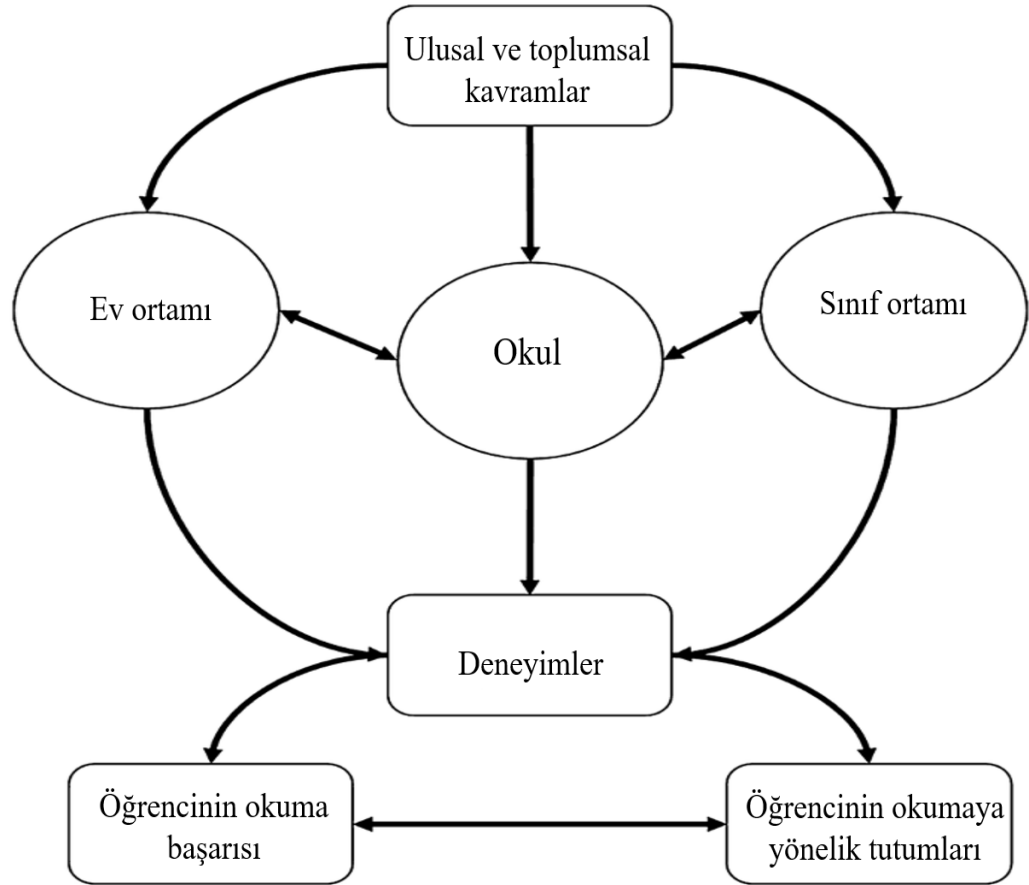 Ulusal ve toplumsal
kavramlar
Ev ortamı
Okul
Sınıf ortamı
Deneyimler
Öğrencinin okuma
başarısı
Öğrencinin okumaya
yönelik tutumları